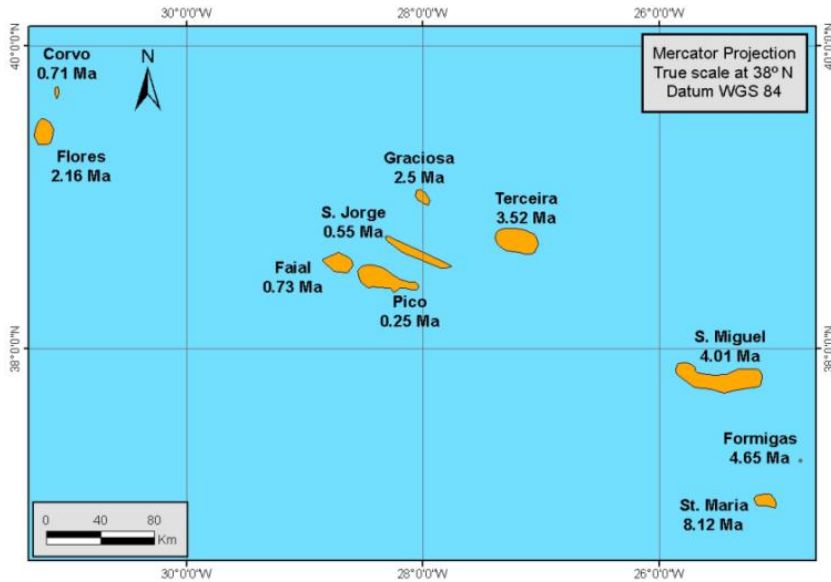 30°0'0"W
28°0'0"W
26°0'0"W
40°0'0"N
40°0'0"N
Corvo
0.71 Ma
N
Mercator Projection
True scale at 38º N
Datum WGS 84
Flores
2.16 Ma
Graciosa
2.5 Ma
Terceira
3.52 Ma
S. Jorge
0.55 Ma
Faial
0.73 Ma
Pico
0.25 Ma
38°0'0"N
38°0'0"N
S. Miguel
4.01 Ma
Formigas
4.65 Ma
St. Maria
8.12 Ma
0 40 80
Km
30°0'0"W
28°0'0"W
26°0'0"W